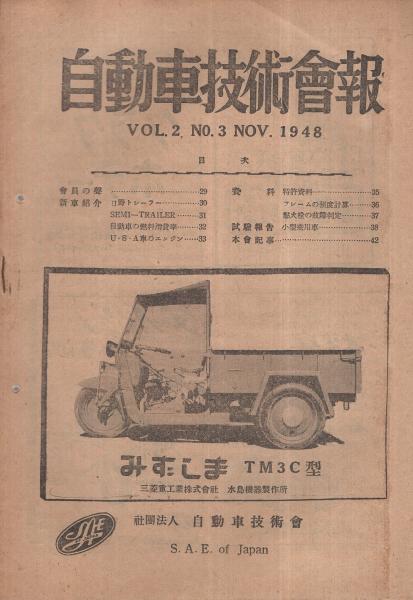 自動車技術會報
VOL.2 NO.3 NOV. 1948
目次
會員の聲 ………… 29
新車紹介 日野トレーラー ……… 30
SEMI-TRAILER ……… 31
自動車の燃料消費率 ……… 32
U・S・A車のエンジン …… 33
資料 特許資料 ………… 35
フレームの剛度計算 …… 36
點火栓の故障判定 …… 37
試驗報告 小型乘用車 ……… 38
本會記事 ………… 42
みずしま TM3C型
三菱重工業株式會社 水島機器製作所
SAE
社團法人 自動車技術會
S. A. E. of Japan